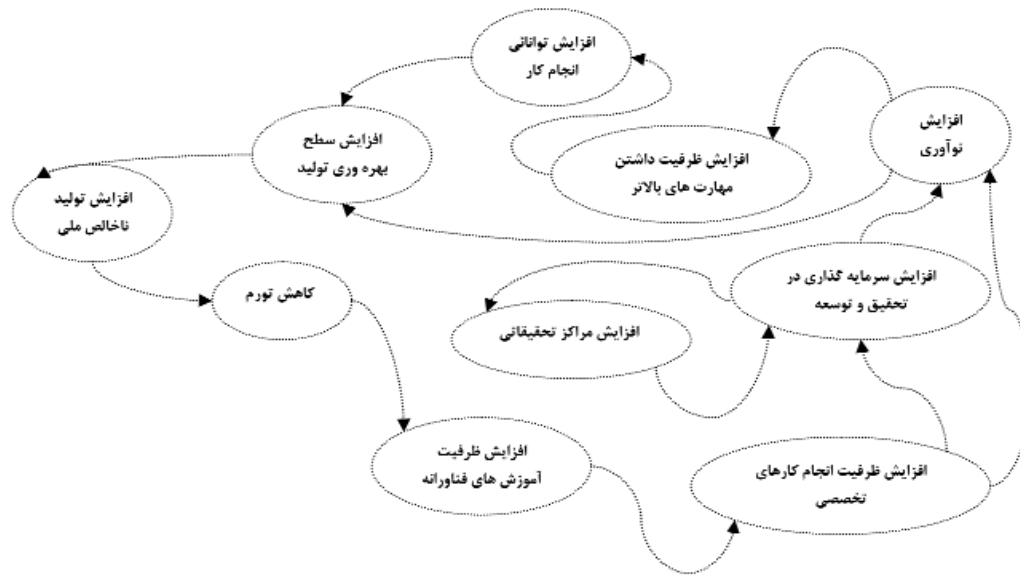 افزایش توانائی
انجام کار
افزایش
نوآوری
افزایش سطح
بهره وری تولید
افزایش ظرفیت داشتن
مهارت های بالاتر
افزایش تولید
ناخالص ملی
کاهش تورم
افزایش سرمایه گذاری در
تحقیق و توسعه
افزایش مراکز تحقیقاتی
افزایش ظرفیت
آموزش های فناورانه
افزایش ظرفیت انجام کارهای
تخصصی